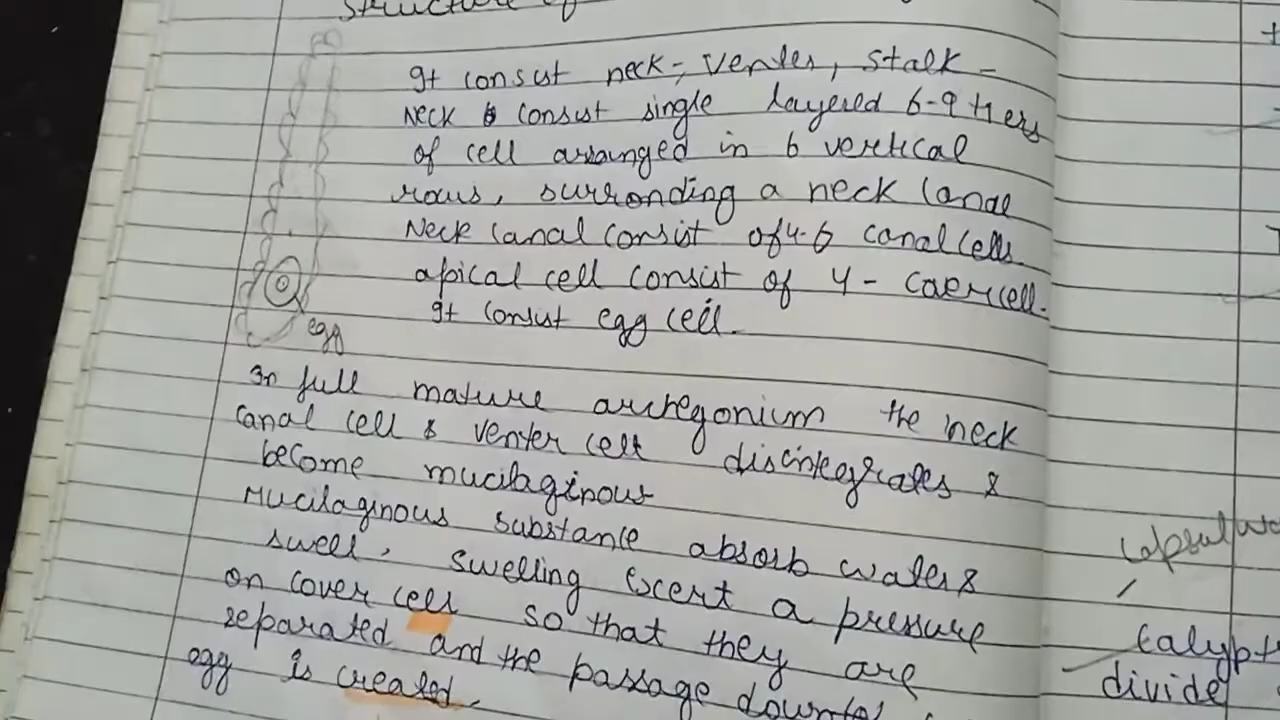 structure of
It consist neck, venter, stalk -
Neck consist single layered 6-9 tiers
of cell arranged in 6 vertical
rows, surronding a neck canal
Neck canal consist of 4-6 canal cells.
apical cell consist of 4 - cover cell.
It consist egg cell.
egg
In full mature archegonium the neck
canal cell & venter cell disintegrates &
become mucilaginous
Mucilaginous substance absorb water &
swell, swelling excert a pressure
on cover cell so that they are
separated and the passage down
egg is created.
divide